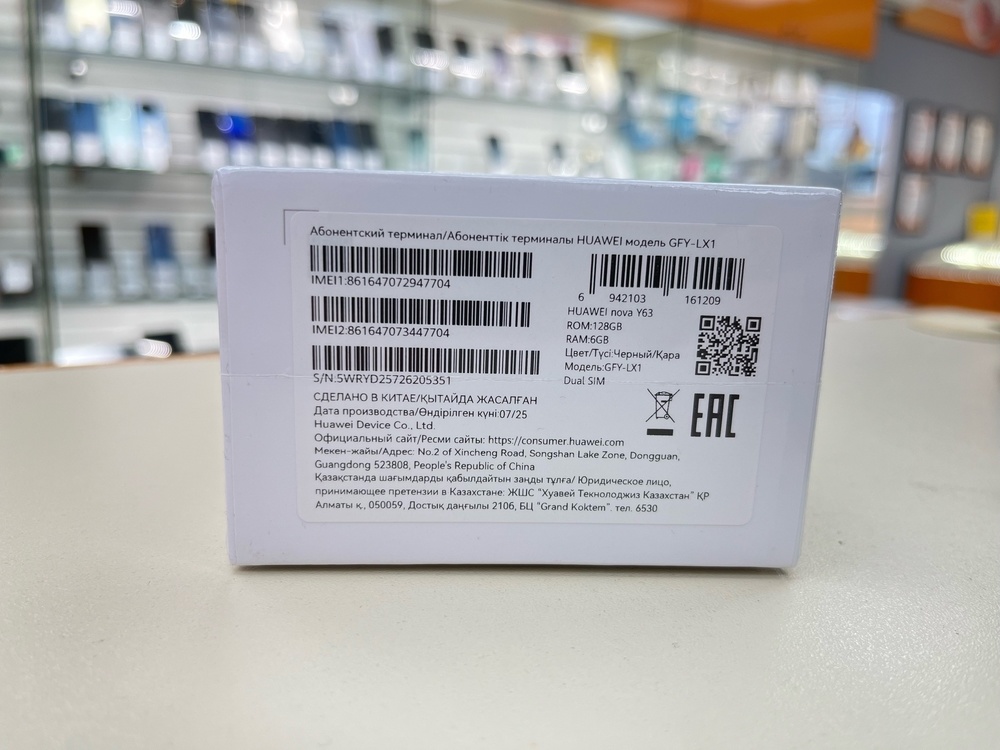 Абонентский терминал/Абоненттік терминалы HUAWEI модель GFY-LX1
IMEI1:861647072947704
IMEI2:861647073447704
S/N.5WRYD25726205351
6 942103 161209
HUAWEI nova Y63
ROM:128GB
RAM:6GB
Цвет/Түсі:Черный/Қара
Модель:GFY-LX1
Dual SIM
СДЕЛАНО В КИТАЕ/ҚЫТАЙДА ЖАСАЛҒАН
Дата производства/Өндірілген күні:07/25
Huawei Device Co., Ltd.
Официальный сайт/Ресми сайты: https://consumer.huawei.com
Мекен-жайы/Адрес: No.2 of Xincheng Road, Songshan Lake Zone, Dongguan,
Guangdong 523808, People's Republic of China
Қазақстанда шағымдарды қабылдайтын заңды тұлға/ Юридическое лицо,
принимающее претензии в Казахстане: ЖШС "Хуавей Текнолоджиз Казахстан" ҚР
Алматы қ., 050059, Достық даңғылы 210б, БЦ "Grand Koktem". тел. 6530
EAC